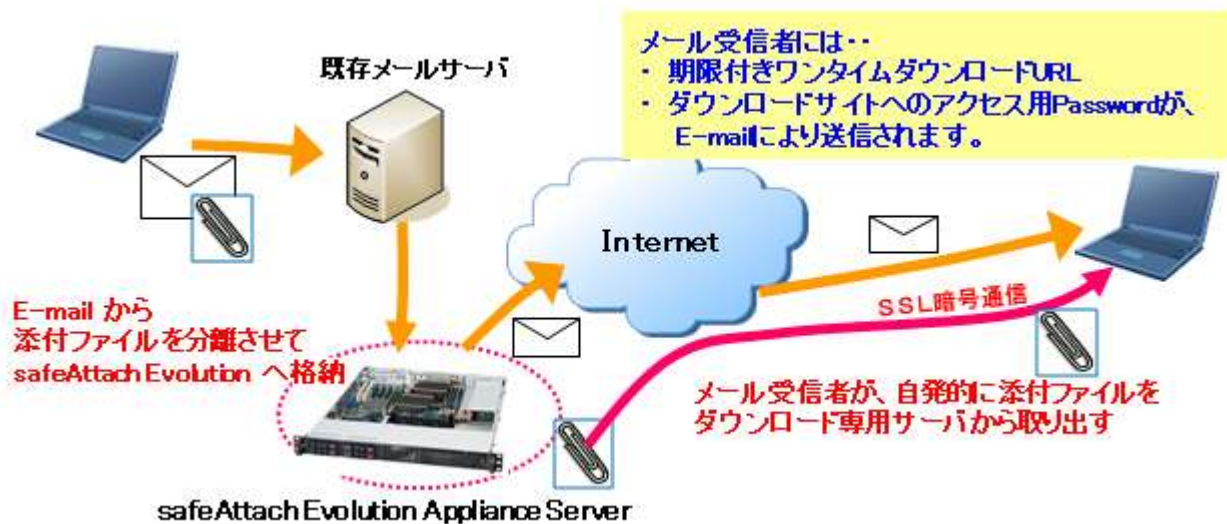 メール受信者には・・
・ 期限付きワンタイムダウンロードURL
・ ダウンロードサイトへのアクセス用Passwordが、
E-mailにより送信されます。
既存メールサーバ
Internet
SSL暗号通信
E-mail から
添付ファイルを分離させて
safeAttach Evolution へ格納
メール受信者が、自発的に添付ファイルを
ダウンロード専用サーバから取り出す
safeAttach Evolution Appliance Server